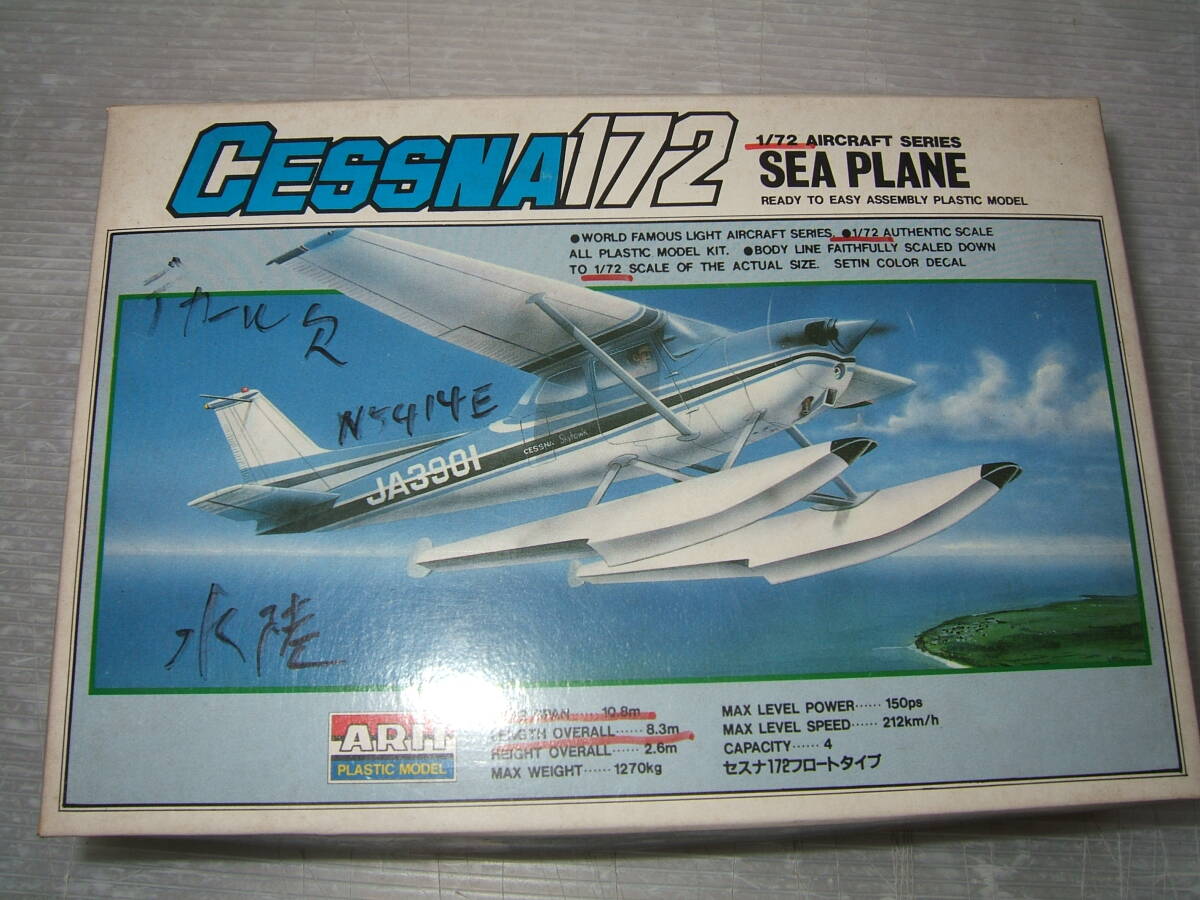 CESSNA 172
1/72 AIRCRAFT SERIES
SEA PLANE
READY TO EASY ASSEMBLY PLASTIC MODEL
●WORLD FAMOUS LIGHT AIRCRAFT SERIES. ●1/72 AUTHENTIC SCALE
ALL PLASTIC MODEL KIT. ●BODY LINE FAITHFULLY SCALED DOWN
TO 1/72 SCALE OF THE ACTUAL SIZE. SETIN COLOR DECAL
デカール欠
N5414E
CESSNA Skyhawk
JA3901
水陸
ARII
PLASTIC MODEL
SPAN······10.8m
LENGTH OVERALL······8.3m
HEIGHT OVERALL······2.6m
MAX WEIGHT······1270kg
MAX LEVEL POWER······150ps
MAX LEVEL SPEED······212km/h
CAPACITY······4
セスナ172フロートタイプ